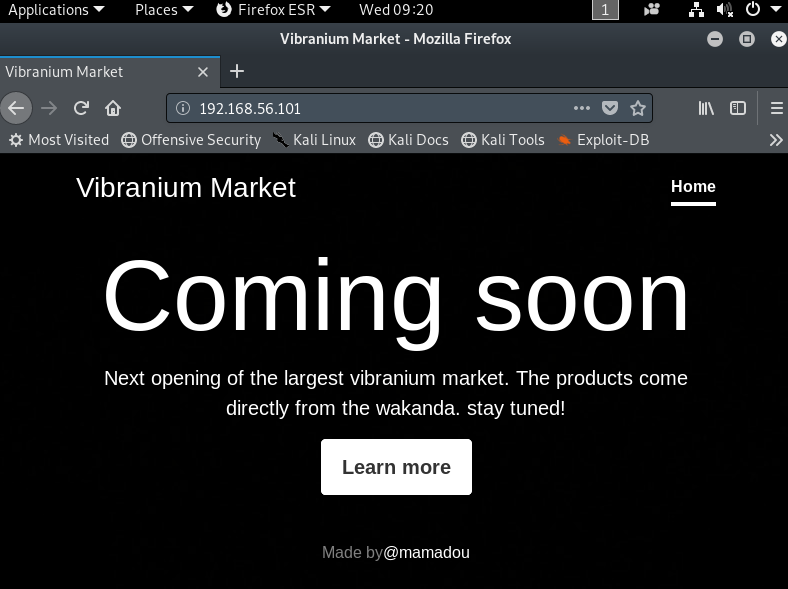 Applications Places Firefox ESR Wed 09:20 1
Vibranium Market - Mozilla Firefox
Vibranium Market
192.168.56.101
Most Visited Offensive Security Kali Linux Kali Docs Kali Tools Exploit-DB
Vibranium Market Home
Coming soon
Next opening of the largest vibranium market. The products come
directly from the wakanda. stay tuned!
Learn more
Made by@mamadou